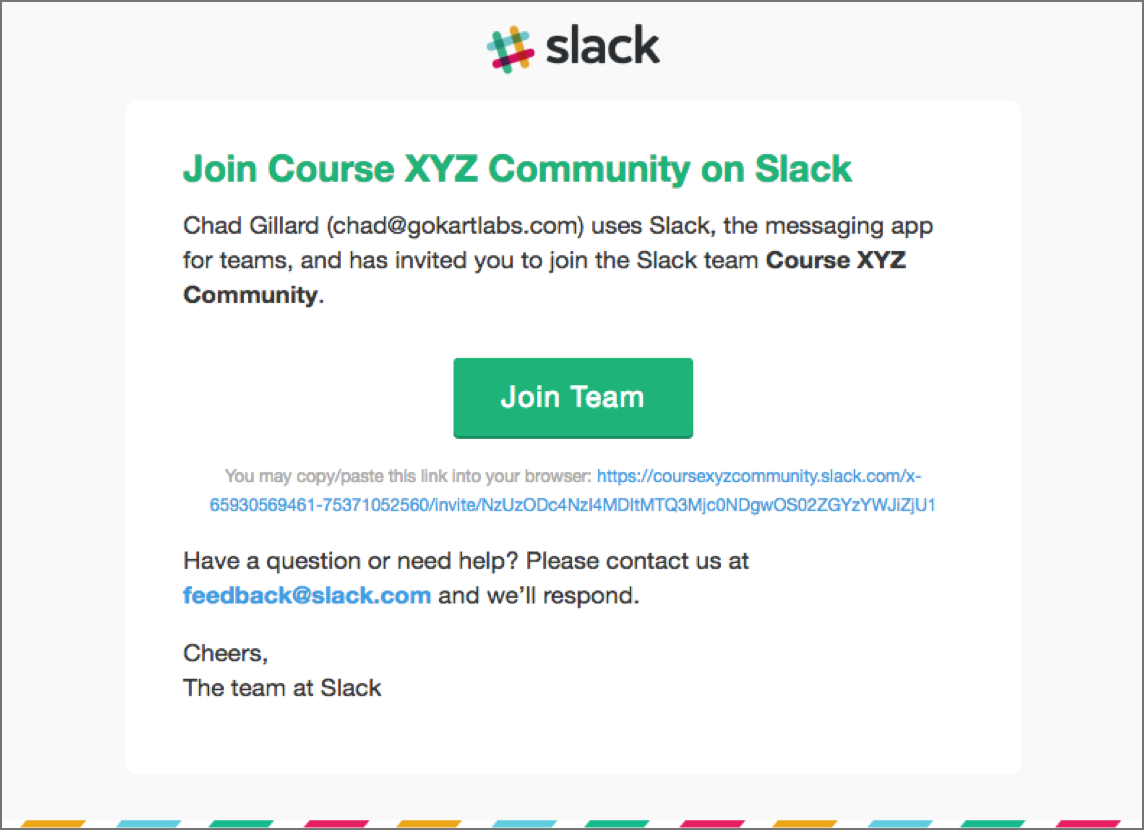 slack
Join Course XYZ Community on Slack
Chad Gillard (chad@gokartlabs.com) uses Slack, the messaging app
for teams, and has invited you to join the Slack team Course XYZ
Community.
Join Team
You may copy/paste this link into your browser: https://coursexyzcommunity.slack.com/x-
65930569461-75371052560/invite/NzUzODc4NzI4MDItMTQ3Mjc0NDgwOS02ZGYzYWJiZjU1
Have a question or need help? Please contact us at
feedback@slack.com and we’ll respond.
Cheers,
The team at Slack